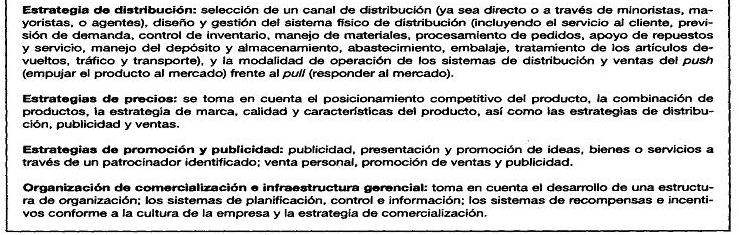 Estrategia de distribución: selección de un canal de distribución (ya sea directo o a través de minoristas, ma-
yoristas, o agentes), diseño y gestión del sistema físico de distribución (incluyendo el servicio al cliente, previ-
sión de demanda, control de inventario, manejo de materiales, procesamiento de pedidos, apoyo de repuestos
y servicio, manejo del depósito y almacenamiento, abastecimiento, embalaje, tratamiento de los artículos de-
vueltos, tráfico y transporte), y la modalidad de operación de los sistemas de distribución y ventas del push
(empujar el producto al mercado) frente al pull (responder al mercado).
Estrategias de precios: se toma en cuenta el posicionamiento competitivo del producto, la combinación de
productos, la estrategia de marca, calidad y características del producto, así como las estrategias de distribu-
ción, publicidad y ventas.
Estrategias de promoción y publicidad: publicidad, presentación y promoción de ideas, bienes o servicios a
través de un patrocinador identificado; venta personal, promoción de ventas y publicidad.
Organización de comercialización e infraestructura gerencial: toma en cuenta el desarrollo de una estructu-
ra de organización; los sistemas de planificación, control e información; los sistemas de recompensas e incenti-
vos conforme a la cultura de la empresa y la estrategia de comercialización.